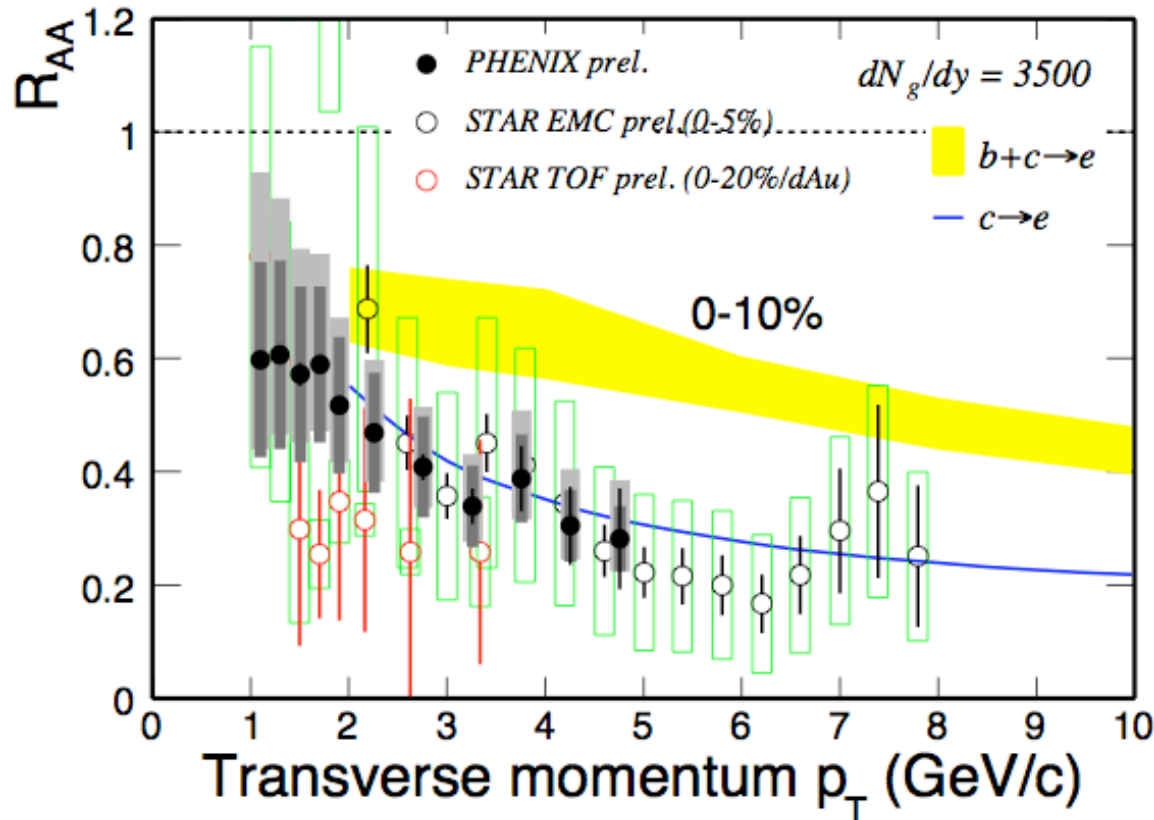 R_AA
1.2
1
0.8
0.6
0.4
0.2
0
PHENIX prel.
STAR EMC prel.(0-5%)
STAR TOF prel. (0-20%/dAu)
dN_g/dy = 3500
b+c→e
c→e
0-10%
0 1 2 3 4 5 6 7 8 9 10
Transverse momentum p_T (GeV/c)